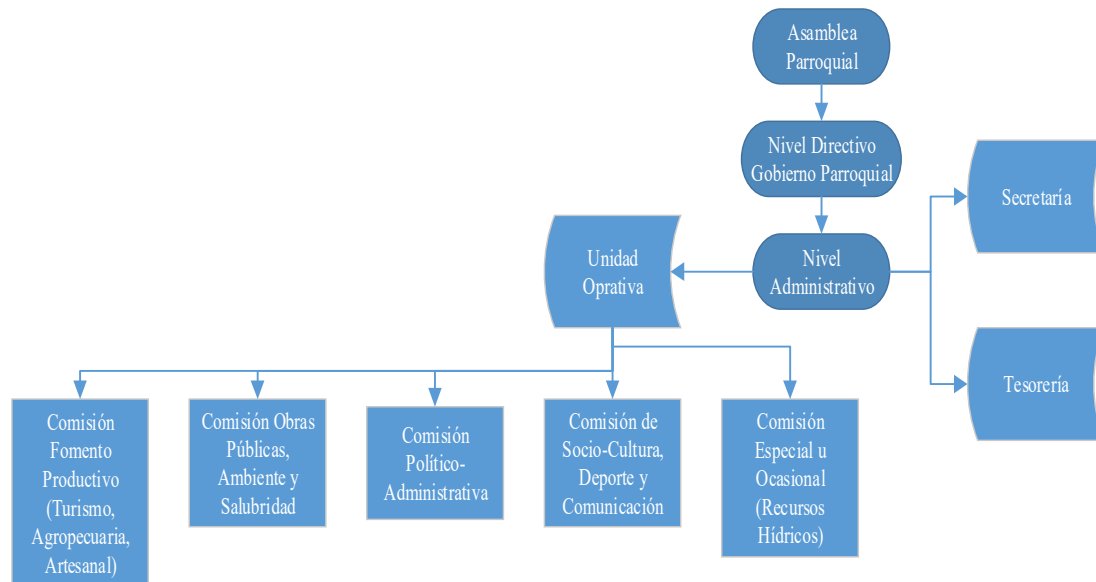 Asamblea
Parroquial
Nivel Directivo
Gobierno Parroquial
Secretaría
Unidad
Oprativa
Nivel
Administrativo
Tesorería
Comisión
Fomento
Productivo
(Turismo,
Agropecuaria,
Artesanal)
Comisión Obras
Públicas,
Ambiente y
Salubridad
Comisión
Político-
Administrativa
Comisión de
Socio-Cultura,
Deporte y
Comunicación
Comisión
Especial u
Ocasional
(Recursos
Hídricos)